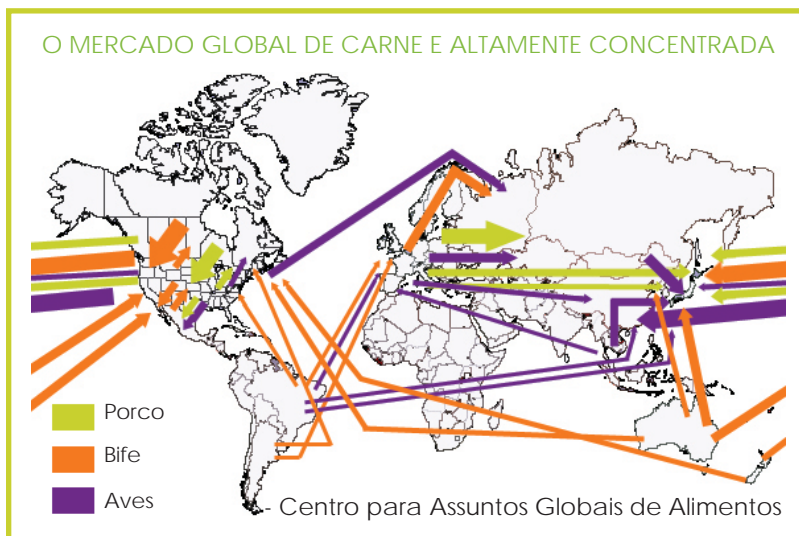 O MERCADO GLOBAL DE CARNE E ALTAMENTE CONCENTRADA
Porco
Bife
Aves
- Centro para Assuntos Globais de Alimentos